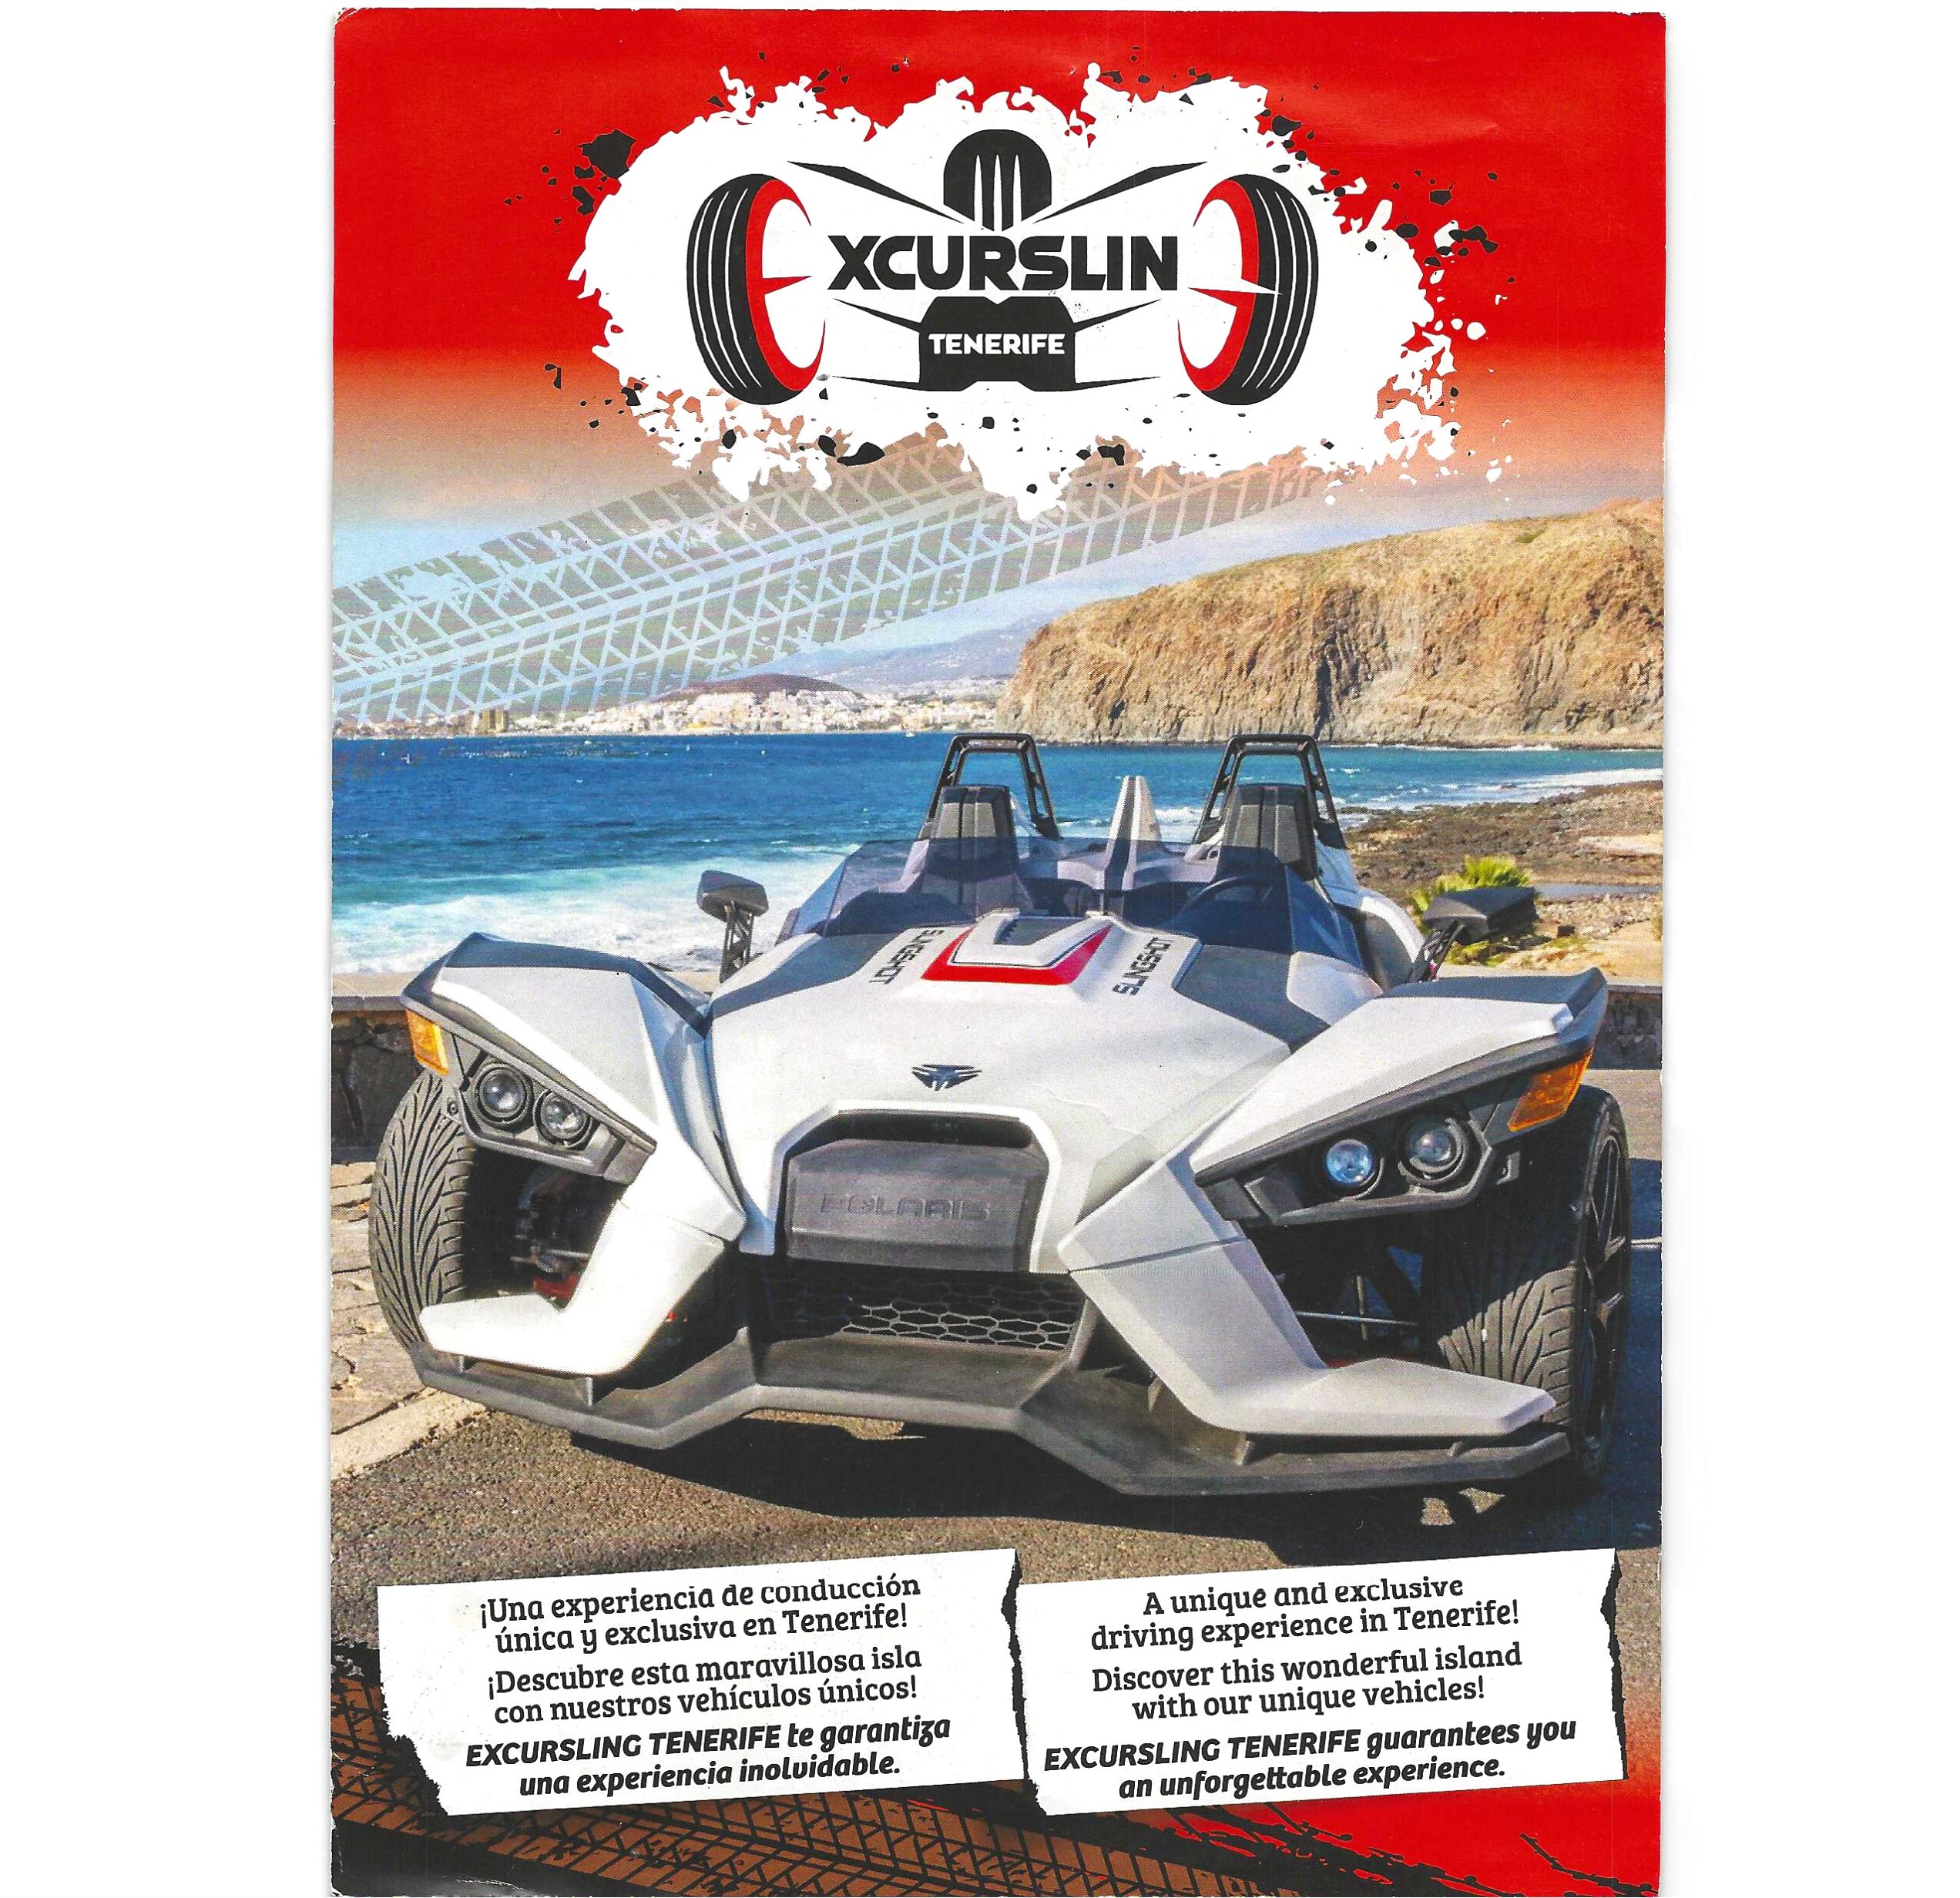 EXCURSLING
TENERIFE
SLINGSHOT
SLINGSHOT
POLARIS
¡Una experiencia de conducción
única y exclusiva en Tenerife!
¡Descubre esta maravillosa isla
con nuestros vehículos únicos!
EXCURSLING TENERIFE te garantiza
una experiencia inolvidable.
A unique and exclusive
driving experience in Tenerife!
Discover this wonderful island
with our unique vehicles!
EXCURSLING TENERIFE guarantees you
an unforgettable experience.